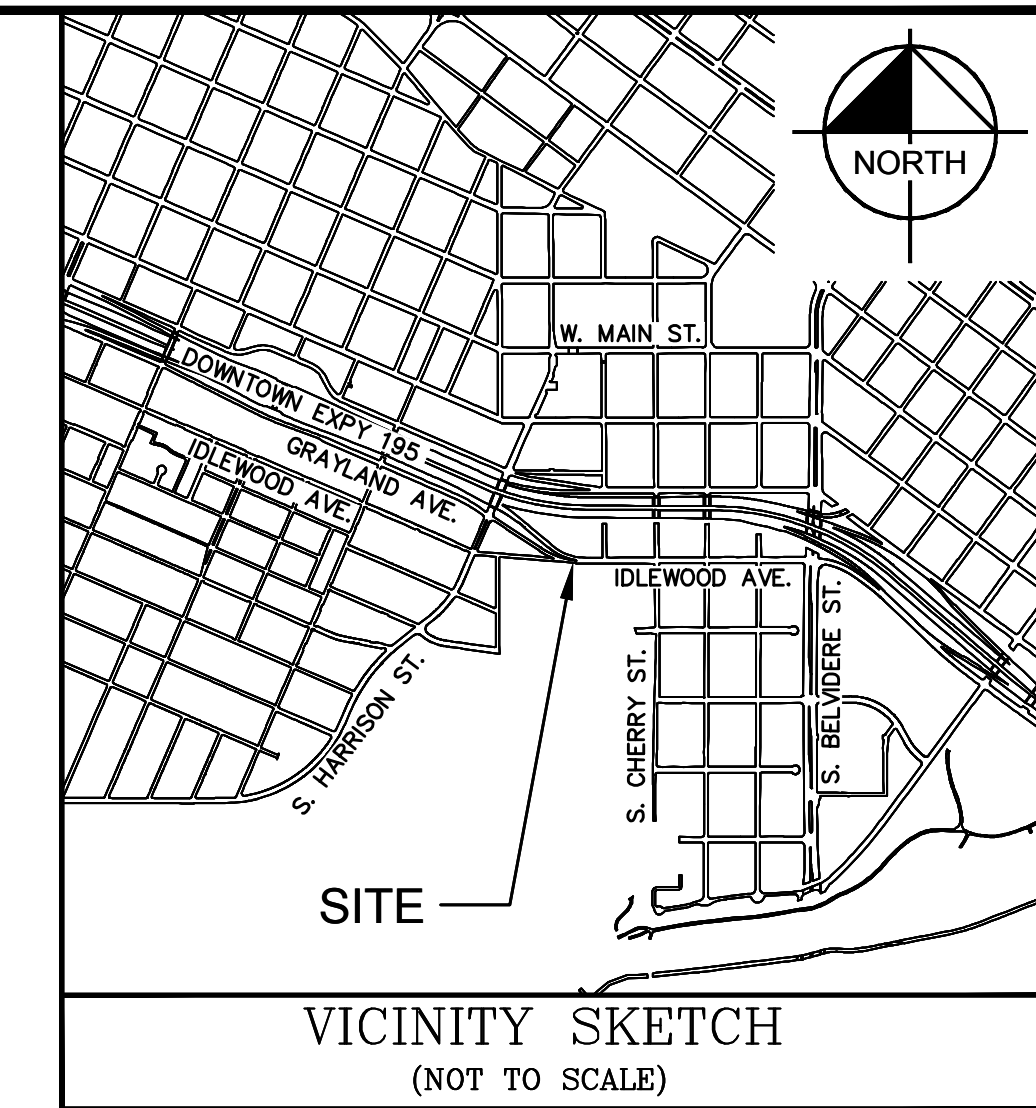 NORTH
W. MAIN ST.
DOWNTOWN EXPY 195
GRAYLAND AVE.
IDLEWOOD AVE.
IDLEWOOD AVE.
S. HARRISON ST.
S. CHERRY ST.
S. BELVIDERE ST.
SITE
VICINITY SKETCH
(NOT TO SCALE)